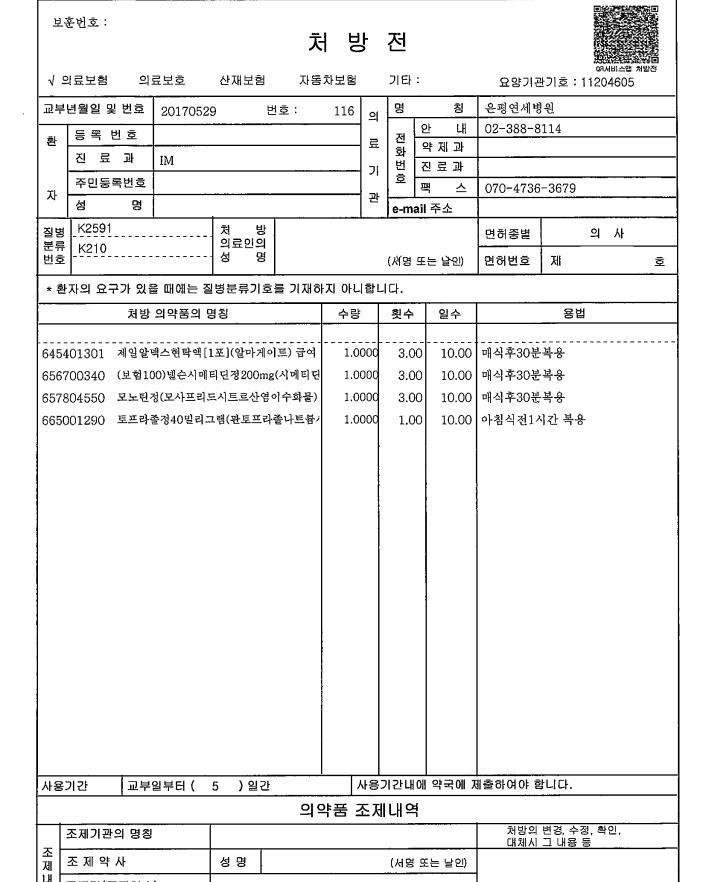 보훈번호 :
처 방 전
QR서비스앱 처방전
√ 의료보험 의료보호 산재보험 자동차보험 기타 : 요양기관기호 : 11204605
교부년월일 및 번호 20170529 번호 : 116
환자
등 록 번 호
진 료 과 IM
주민등록번호
성 명
의료기관
명 칭 은평연세병원
전화번호
안 내 02-388-8114
약 제 과
진 료 과
팩 스 070-4736-3679
e-mail 주소
질병분류번호
K2591
K210
처 방
의료인의
성 명
(서명 또는 날인)
면허종별 의 사
면허번호 제 호
* 환자의 요구가 있을 때에는 질병분류기호를 기재하지 아니합니다.
처방 의약품의 명칭 수량 횟수 일수 용법
645401301 제일알멕스현탁액[1포](알마게이트) 급여 1.0000 3.00 10.00 매식후30분복용
656700340 (보험100)넬슨시메티딘정200mg(시메티딘 1.0000 3.00 10.00 매식후30분복용
657804550 모노틴정(모사프리드시트르산염이수화물) 1.0000 3.00 10.00 매식후30분복용
665001290 토프라졸정40밀리그램(판토프라졸나트륨 1.0000 1.00 10.00 아침식전1시간 복용
사용기간 교부일부터 ( 5 ) 일간 사용기간내에 약국에 제출하여야 합니다.
의약품 조제내역
조제내
조제기관의 명칭
처방의 변경, 수정, 확인,
대체시 그 내용 등
조 제 약 사 성 명 (서명 또는 날인)